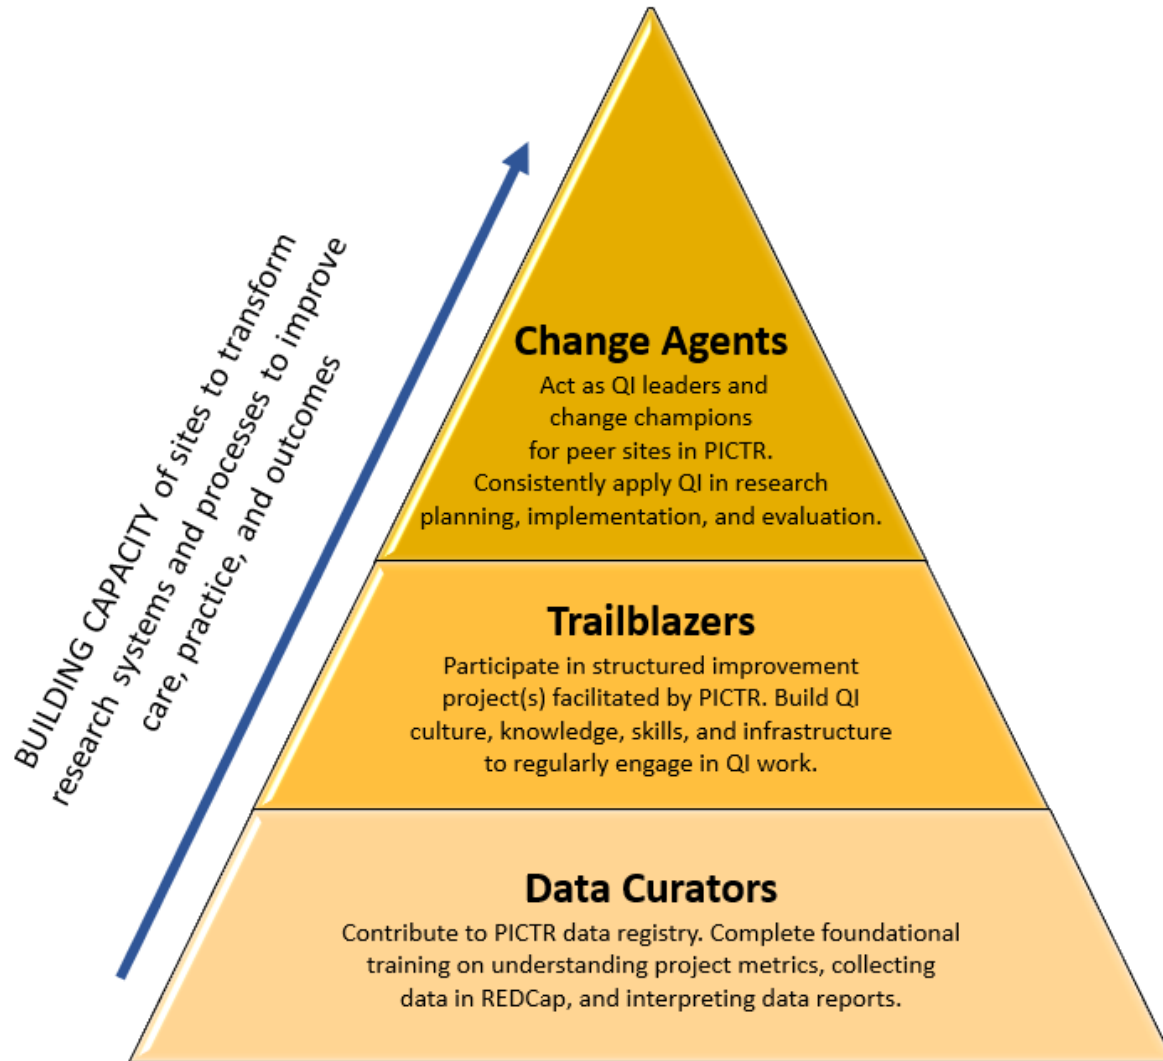 BUILDING CAPACITY of sites to transform
research systems and processes to improve
care, practice, and outcomes
Change Agents
Act as QI leaders and
change champions
for peer sites in PICTR.
Consistently apply QI in research
planning, implementation, and evaluation.
Trailblazers
Participate in structured improvement
project(s) facilitated by PICTR. Build QI
culture, knowledge, skills, and infrastructure
to regularly engage in QI work.
Data Curators
Contribute to PICTR data registry. Complete foundational
training on understanding project metrics, collecting
data in REDCap, and interpreting data reports.